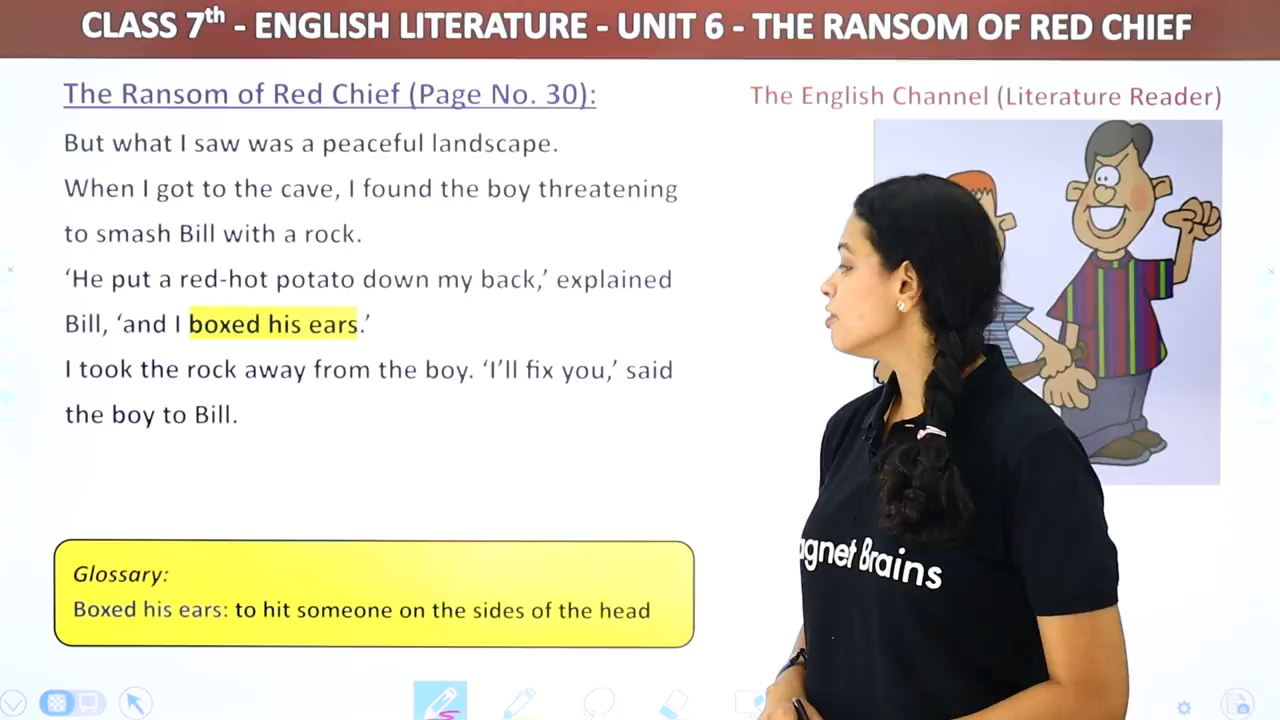 CLASS 7th - ENGLISH LITERATURE - UNIT 6 - THE RANSOM OF RED CHIEF
The Ransom of Red Chief (Page No. 30):
The English Channel (Literature Reader)
But what I saw was a peaceful landscape.
When I got to the cave, I found the boy threatening
to smash Bill with a rock.
‘He put a red-hot potato down my back,’ explained
Bill, ‘and I boxed his ears.’
I took the rock away from the boy. ‘I’ll fix you,’ said
the boy to Bill.
Glossary:
Boxed his ears: to hit someone on the sides of the head
agnet Brains